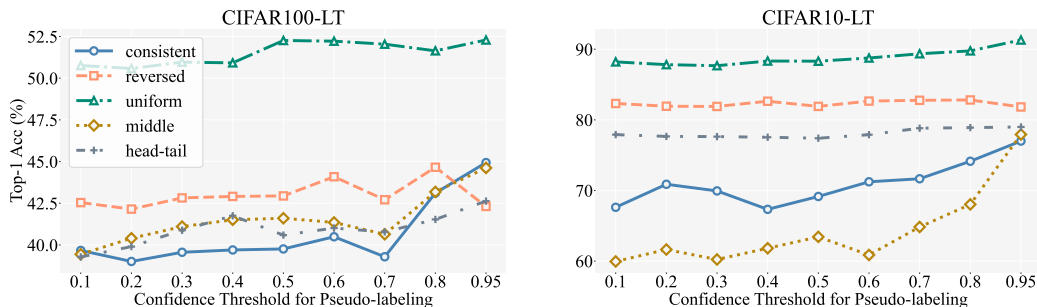 CIFAR100-LT
52.5
50.0
47.5
45.0
42.5
40.0
Top-1 Acc (%)
consistent
reversed
uniform
middle
head-tail
0.1 0.2 0.3 0.4 0.5 0.6 0.7 0.8 0.95
Confidence Threshold for Pseudo-labeling
CIFAR10-LT
90
80
70
60
0.1 0.2 0.3 0.4 0.5 0.6 0.7 0.8 0.95
Confidence Threshold for Pseudo-labeling